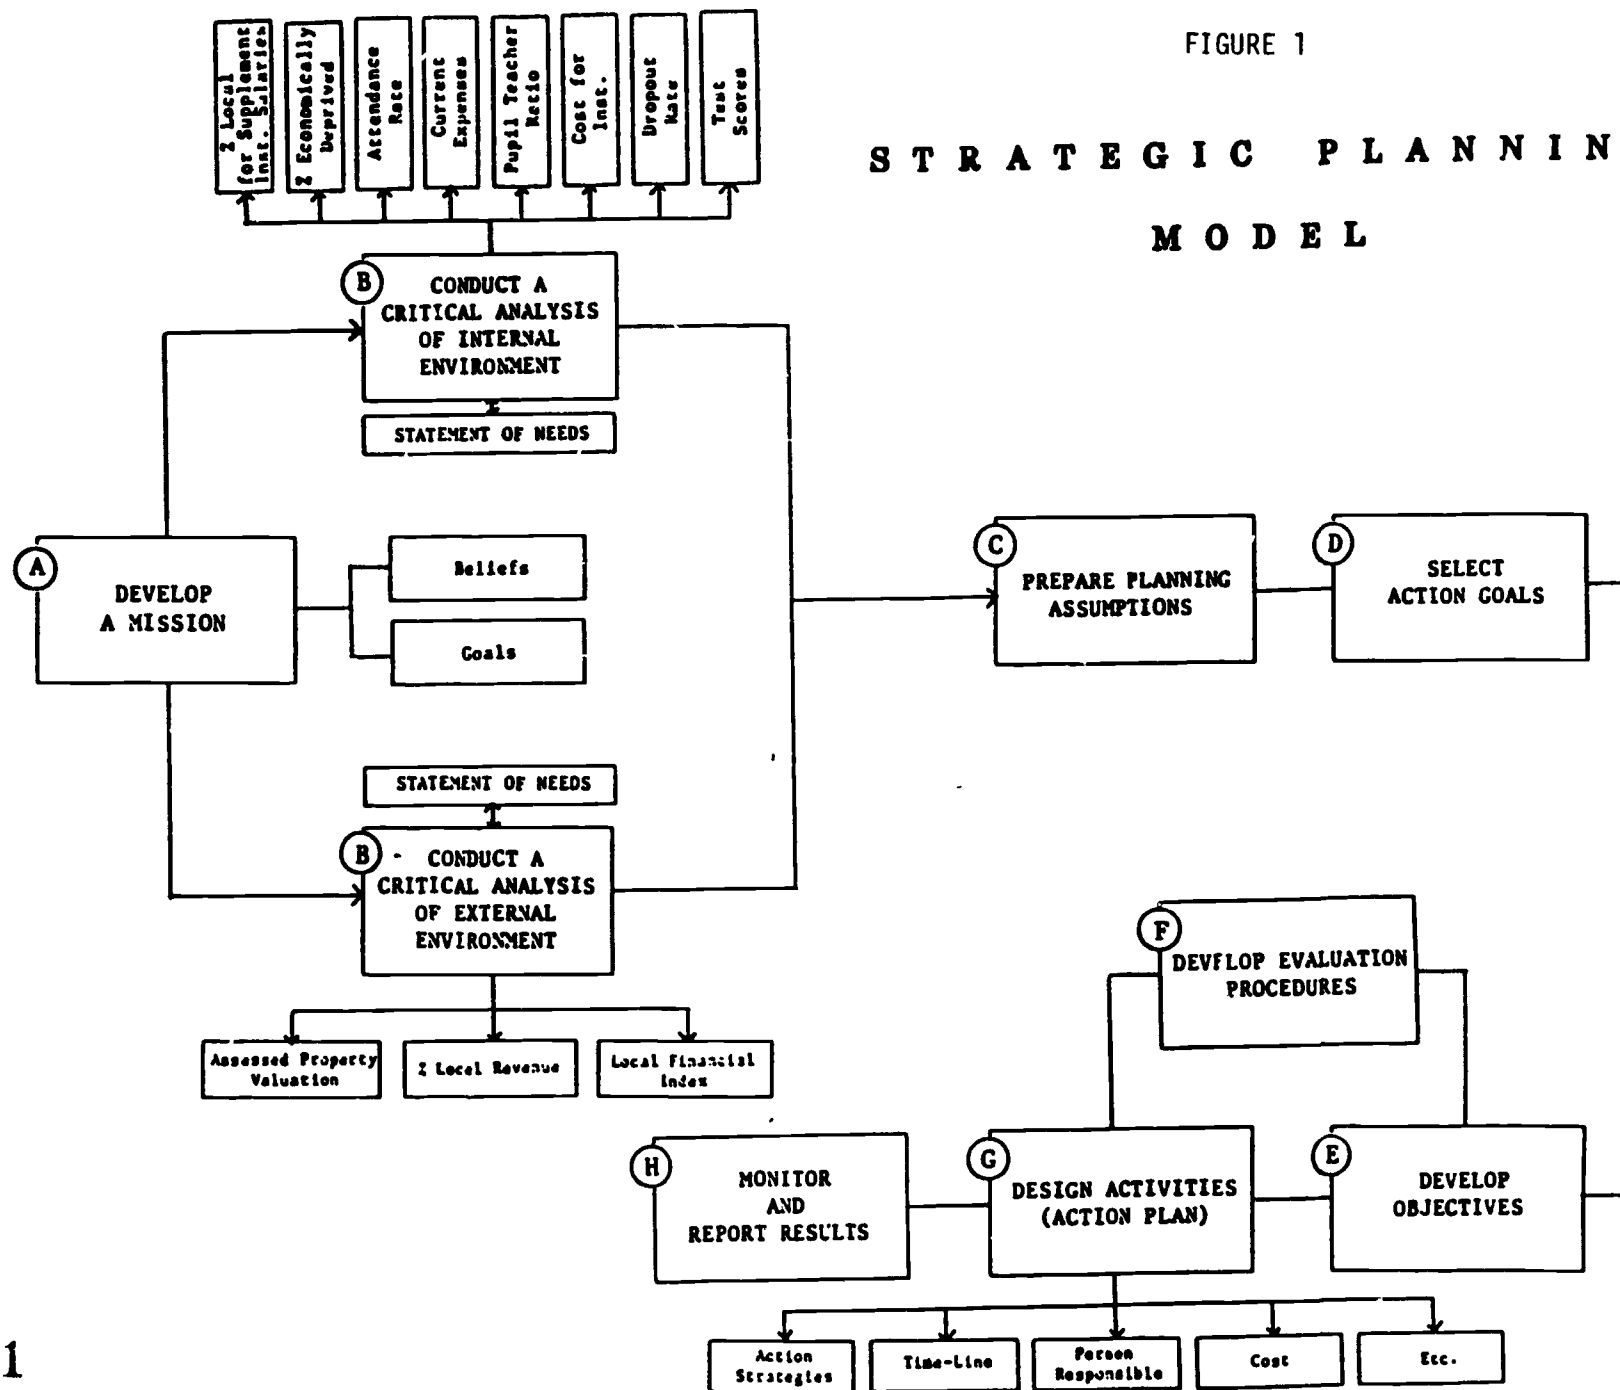 FIGURE 1
STRATEGIC PLANNIN
MODEL
% Local
for Supplement
Inst. Salaries
% Economically
Deprived
Attendance
Rate
Current
Expenses
Pupil Teacher
Ratio
Cost for
Inst.
Dropout
Rate
Test
Scores
B
CONDUCT A
CRITICAL ANALYSIS
OF INTERNAL
ENVIRONMENT
STATEMENT OF NEEDS
A
DEVELOP
A MISSION
Beliefs
Goals
C
PREPARE PLANNING
ASSUMPTIONS
D
SELECT
ACTION GOALS
STATEMENT OF NEEDS
B
CONDUCT A
CRITICAL ANALYSIS
OF EXTERNAL
ENVIRONMENT
Assessed Property
Valuation
% Local Revenue
Local Financial
Index
F
DEVELOP EVALUATION
PROCEDURES
H
MONITOR
AND
REPORT RESULTS
G
DESIGN ACTIVITIES
(ACTION PLAN)
E
DEVELOP
OBJECTIVES
Action
Strategies
Time-Line
Person
Responsible
Cost
Etc.
1